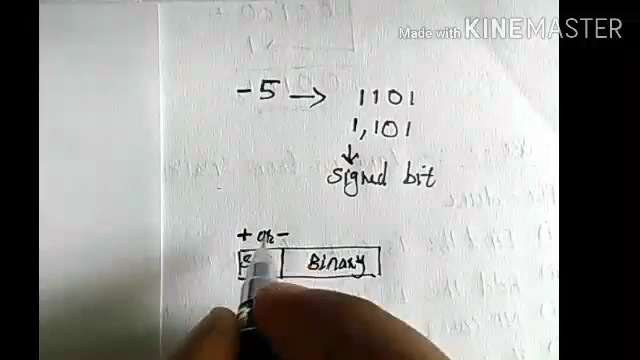 Made with KINEMASTER
-5 → 1101
1,101
↓
signed bit
+ or -
Binary